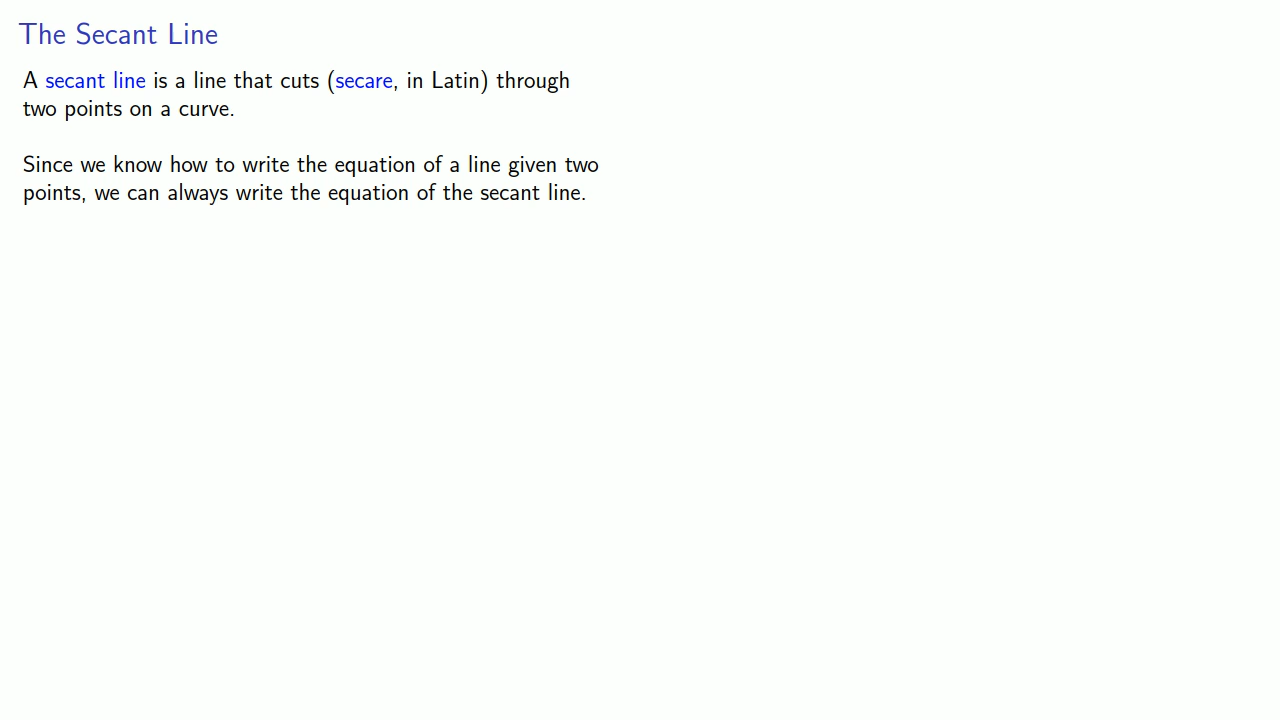 The Secant Line
A secant line is a line that cuts (secare, in Latin) through
two points on a curve.
Since we know how to write the equation of a line given two
points, we can always write the equation of the secant line.